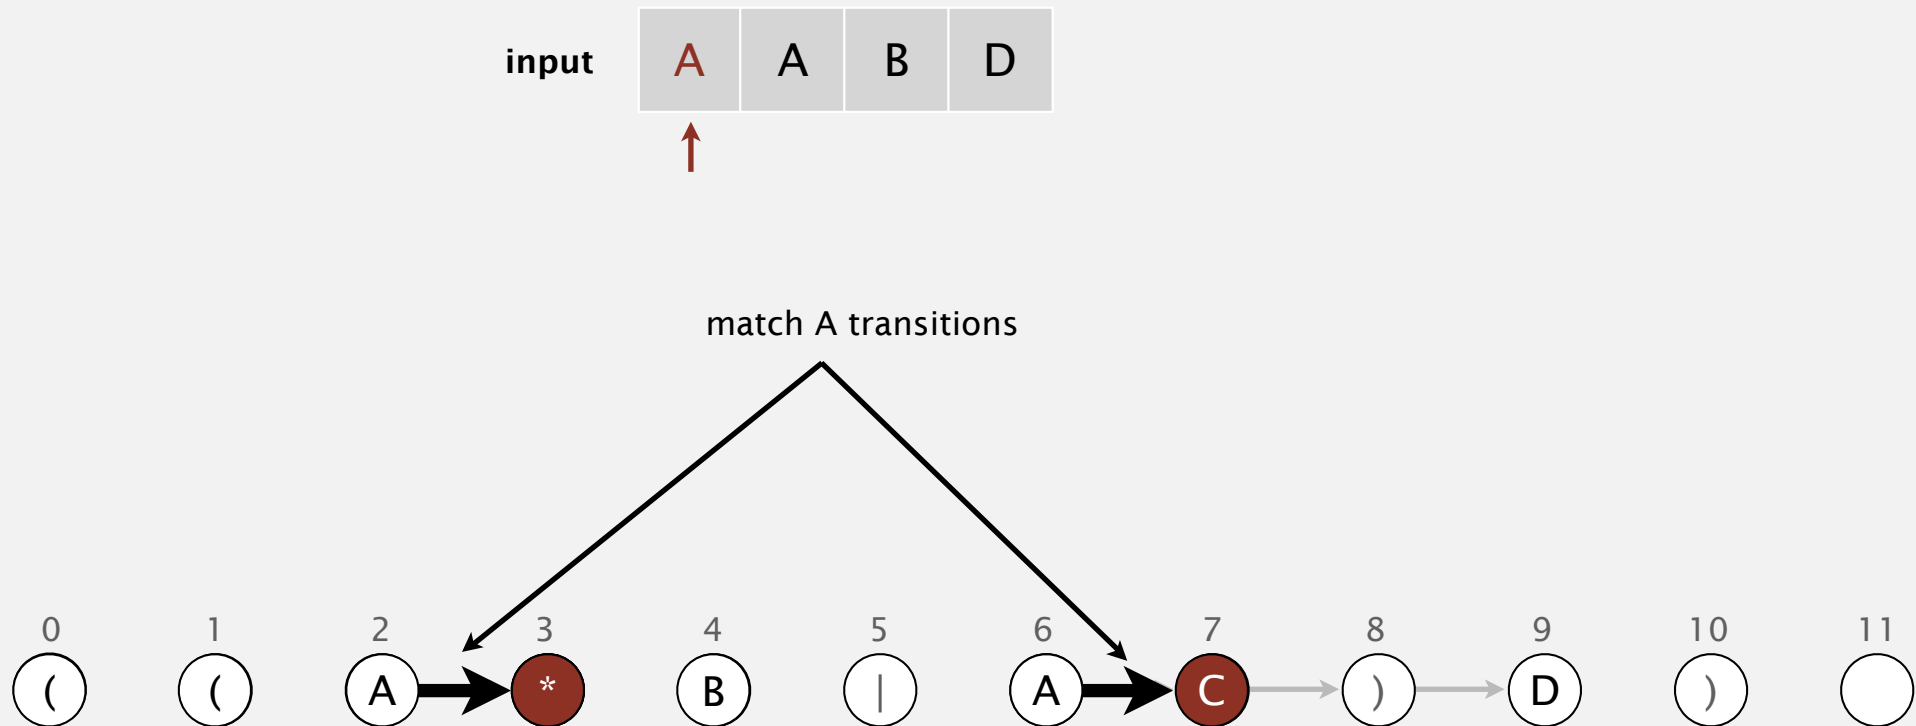 input A A B D
match A transitions
0 1 2 3 4 5 6 7 8 9 10 11
( ( A * B | A C ) D )